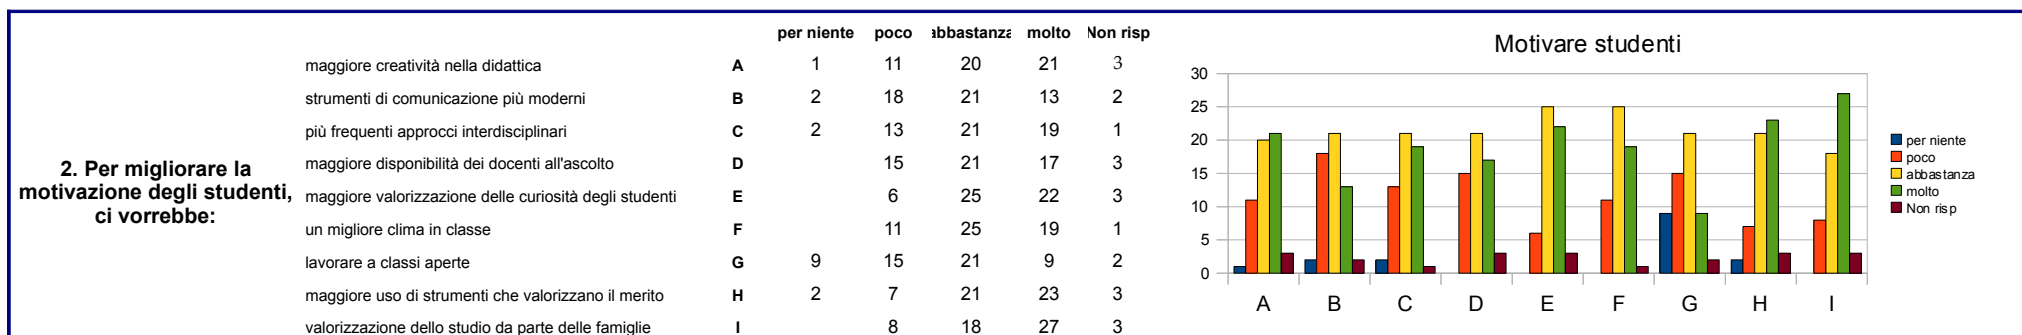 per niente poco abbastanza molto Non risp
maggiore creatività nella didattica A 1 11 20 21 3
strumenti di comunicazione più moderni B 2 18 21 13 2
più frequenti approcci interdisciplinari C 2 13 21 19 1
maggiore disponibilità dei docenti all'ascolto D 15 21 17 3
2. Per migliorare la
motivazione degli studenti,
ci vorrebbe:
maggiore valorizzazione delle curiosità degli studenti E 6 25 22 3
un migliore clima in classe F 11 25 19 1
lavorare a classi aperte G 9 15 21 9 2
maggiore uso di strumenti che valorizzano il merito H 2 7 21 23 3
valorizzazione dello studio da parte delle famiglie I 8 18 27 3
Motivare studenti
30
25
20
15
10
5
0
A B C D E F G H I
per niente
poco
abbastanza
molto
Non risp